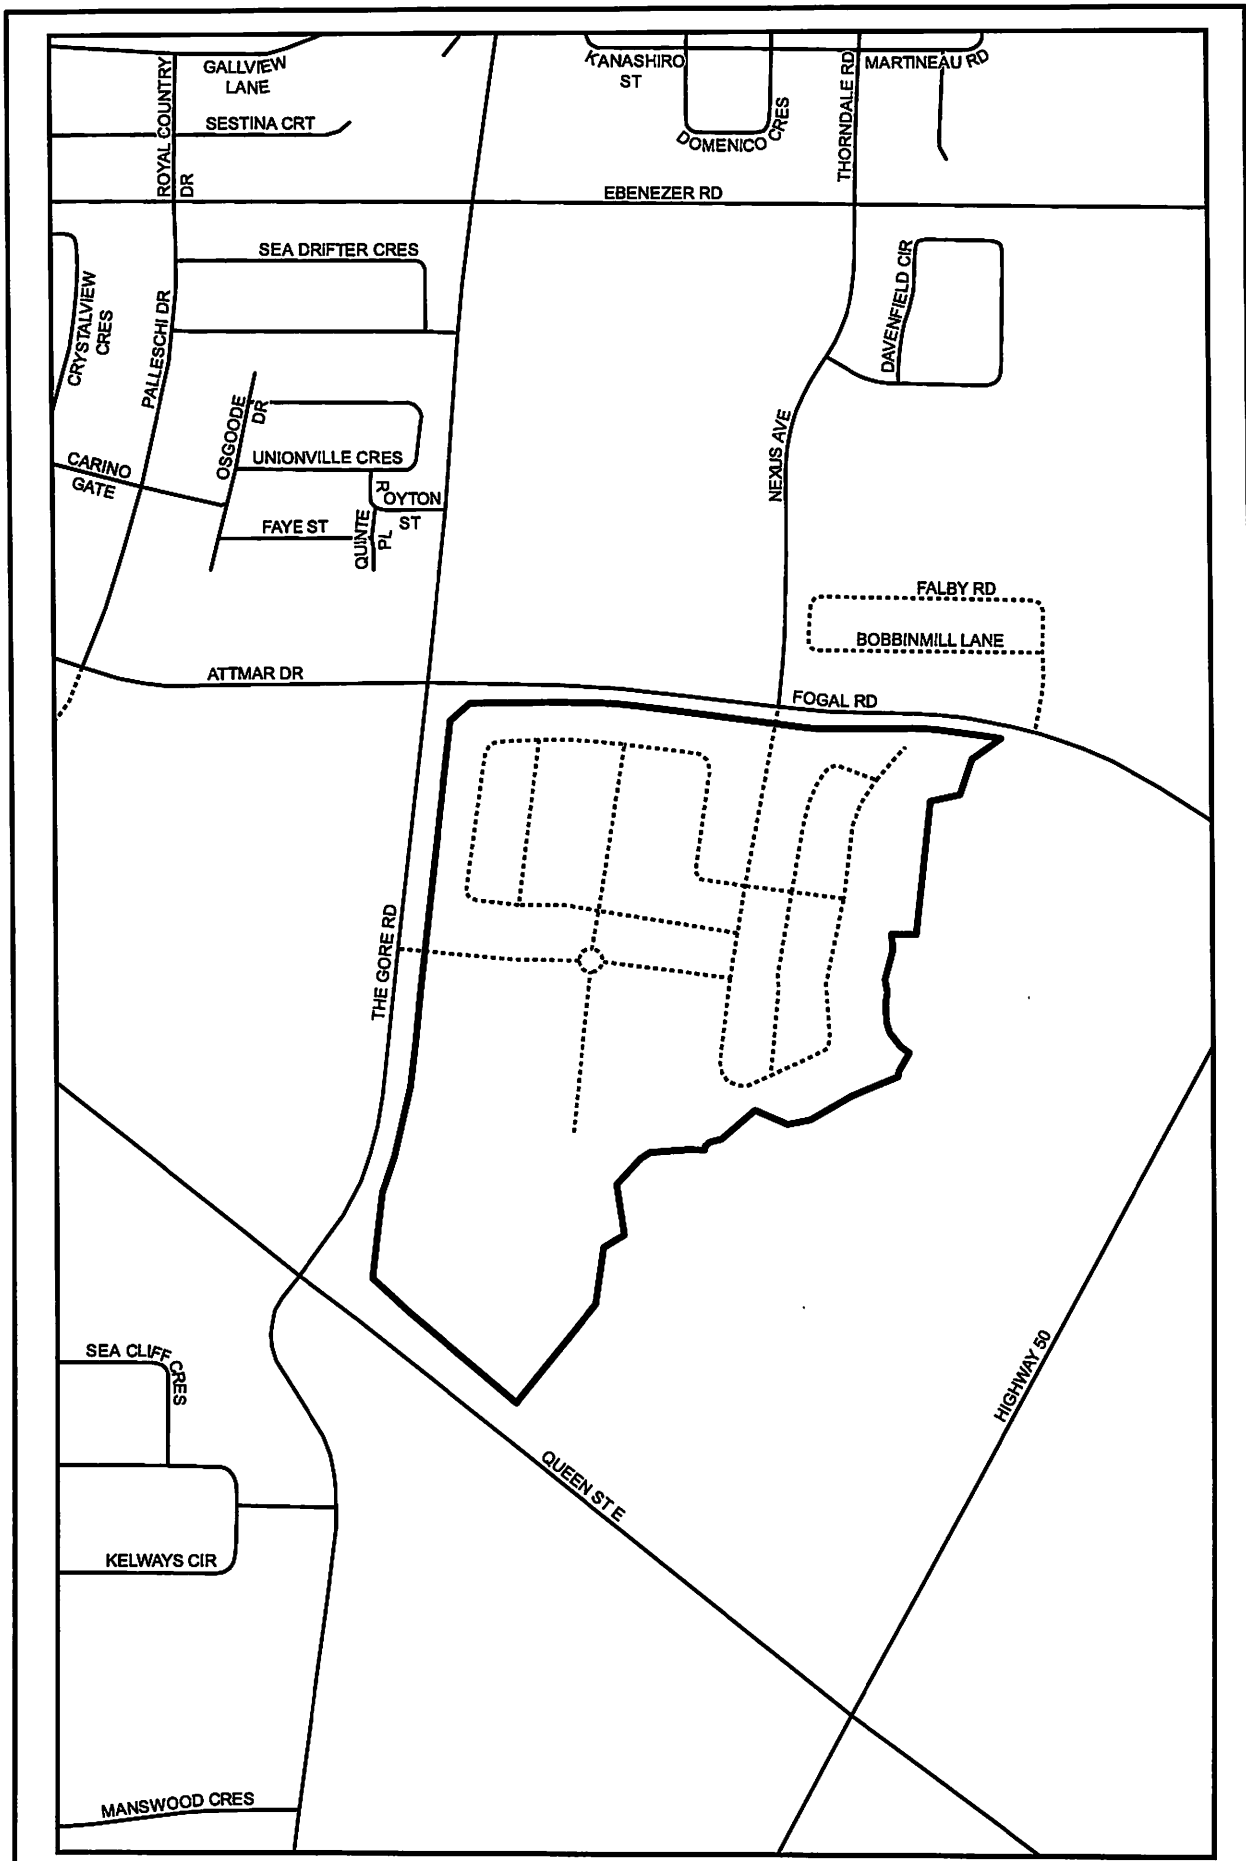 GALLVIEW
LANE
KANASHIRO
ST
MARTINEAU RD
ROYAL COUNTRY
DR
SESTINA CRT
DOMENICO CRES
THORNDALE RD
EBENEZER RD
SEA DRIFTER CRES
DAVENFIELD CIR
CRYSTALVIEW
CRES
PALLESCHI DR
OSGOODE
DR
NEXUS AVE
CARINO
GATE
UNIONVILLE CRES
ROYTON
ST
FAYE ST
QUINTE
PL
FALBY RD
BOBBINMILL LANE
ATTMAR DR
FOGAL RD
THE GORE RD
SEA CLIFF CRES
HIGHWAY 50
QUEEN ST E
KELWAYS CIR
MANSWOOD CRES